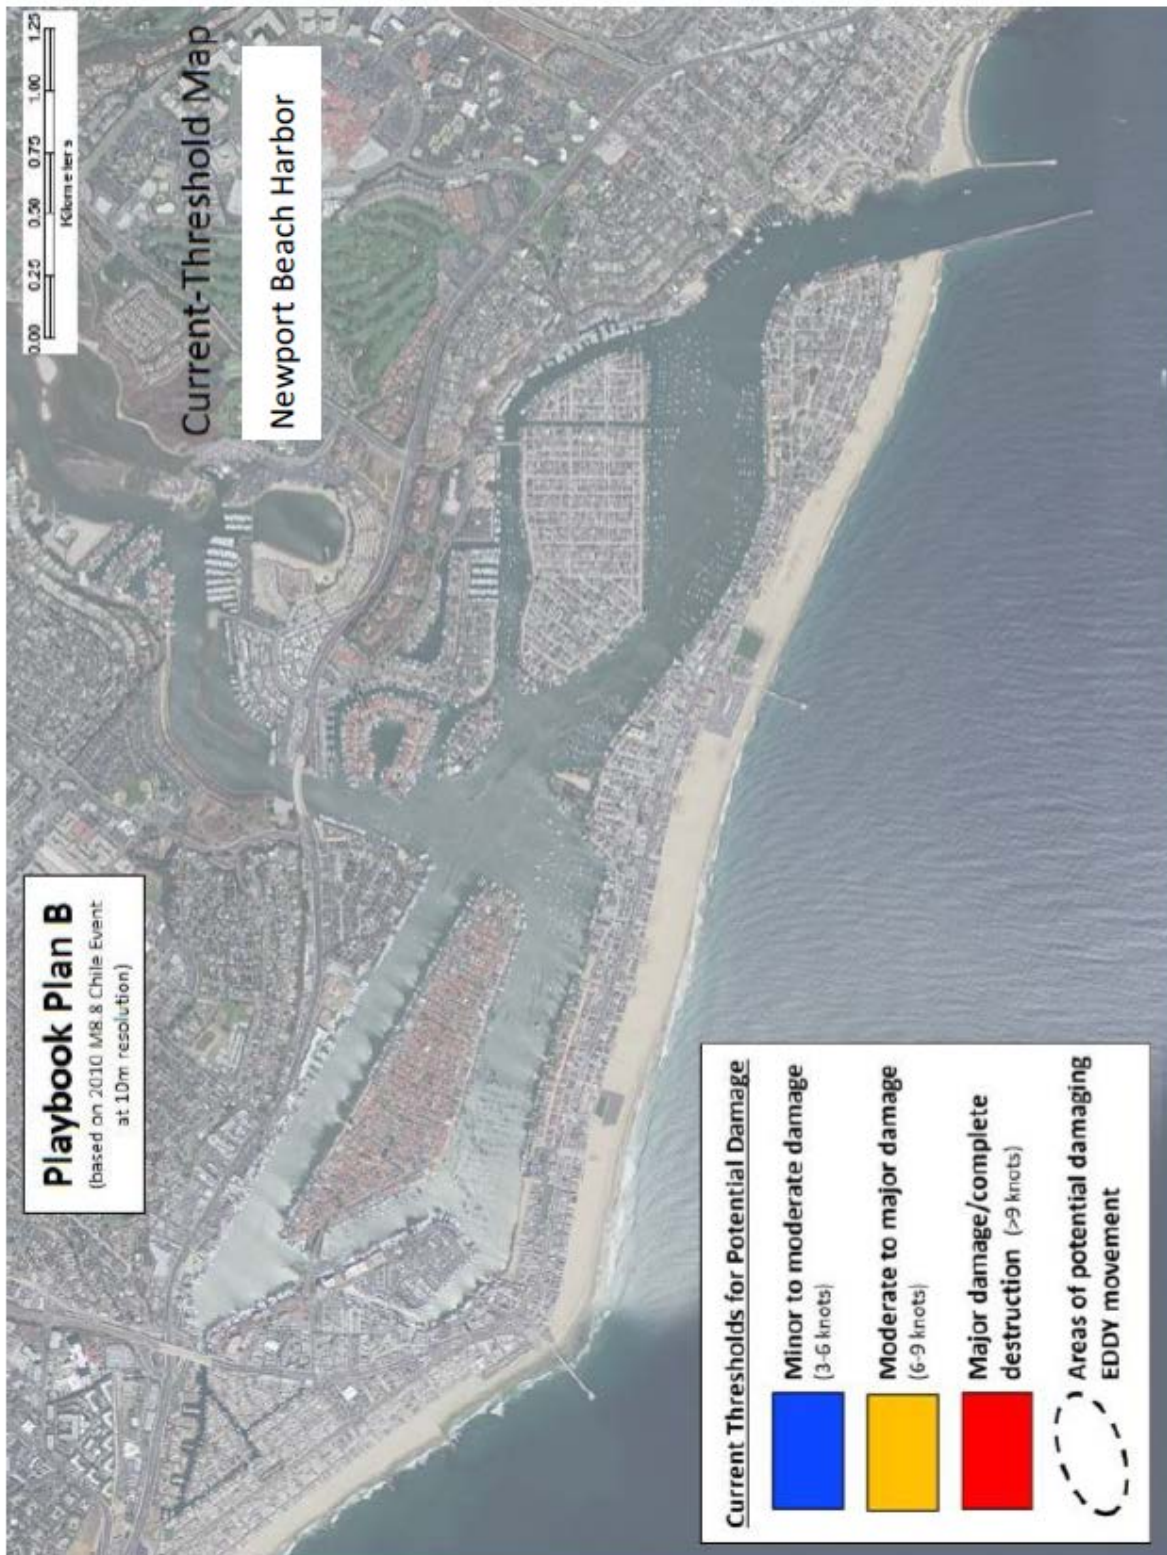 Playbook Plan B
(based on 2010 M8.8 Chile Event
at 10m resolution)
0.00 0.25 0.50 0.75 1.00 1.25
Kilometers
Current-Threshold Map
Newport Beach Harbor
Current Thresholds for Potential Damage
Minor to moderate damage
(3-6 knots)
Moderate to major damage
(6-9 knots)
Major damage/complete
destruction (>9 knots)
Areas of potential damaging
EDDY movement